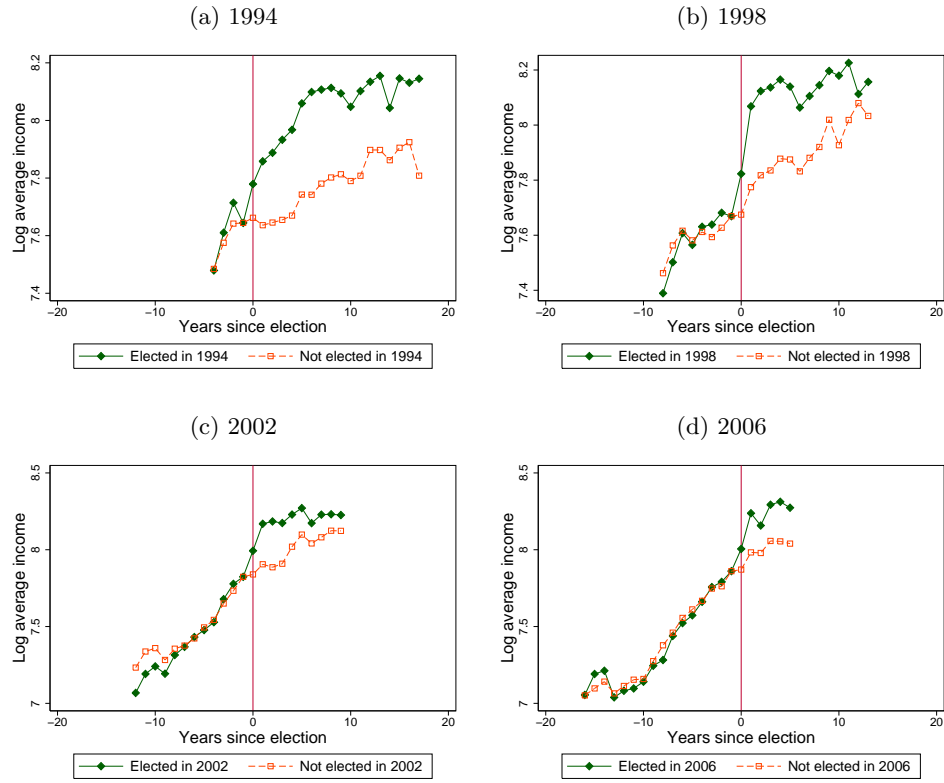 (a) 1994
Log average income
8.2
8
7.8
7.6
7.4
−20
−10
0
10
20
Years since election
Elected in 1994
Not elected in 1994
(b) 1998
Log average income
8.2
8
7.8
7.6
7.4
−20
−10
0
10
20
Years since election
Elected in 1998
Not elected in 1998
(c) 2002
Log average income
8.5
8
7.5
7
−20
−10
0
10
20
Years since election
Elected in 2002
Not elected in 2002
(d) 2006
Log average income
8.5
8
7.5
7
−20
−10
0
10
20
Years since election
Elected in 2006
Not elected in 2006